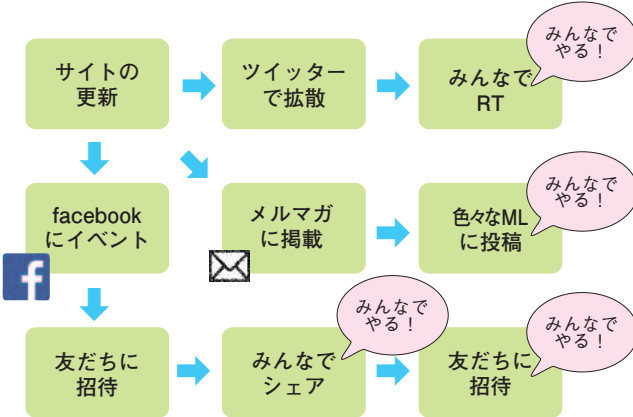 サイトの
更新
ツイッター
で拡散
みんなで
RT
みんなで
やる！
facebook
にイベント
f
メルマガ
に掲載
色々なML
に投稿
みんなで
やる！
友だちに
招待
みんなで
シェア
みんなで
やる！
友だちに
招待
みんなで
やる！